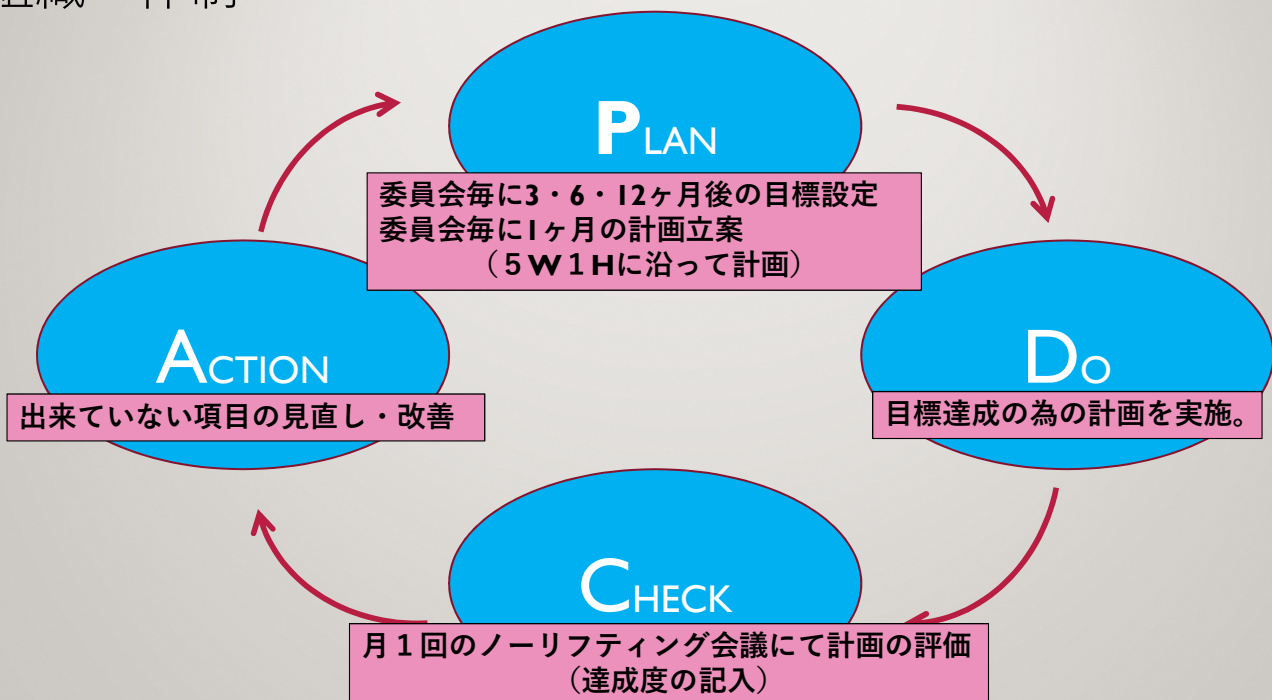 PLAN
委員会毎に3・6・12ヶ月後の目標設定
委員会毎に1ヶ月の計画立案
（５W１Hに沿って計画）
DO
目標達成の為の計画を実施。
CHECK
月１回のノーリフティング会議にて計画の評価
（達成度の記入）
ACTION
出来ていない項目の見直し・改善